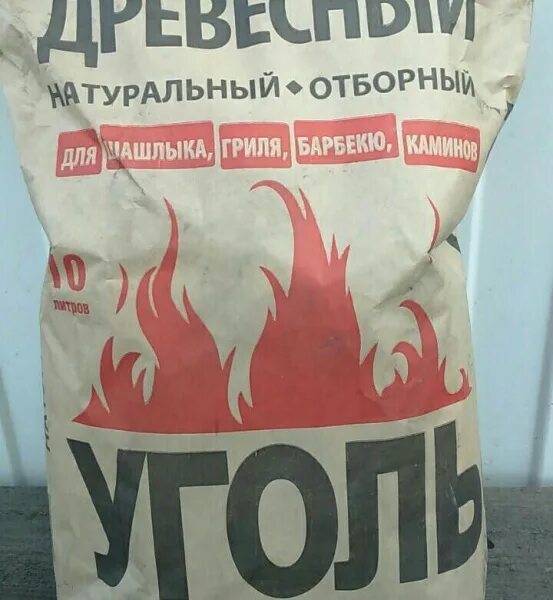 ДРЕВЕСНЫЙ
НАТУРАЛЬНЫЙ ◆ ОТБОРНЫЙ
ДЛЯ ШАШЛЫКА, ГРИЛЯ, БАРБЕКЮ, КАМИНОВ
10
литров
УГОЛЬ